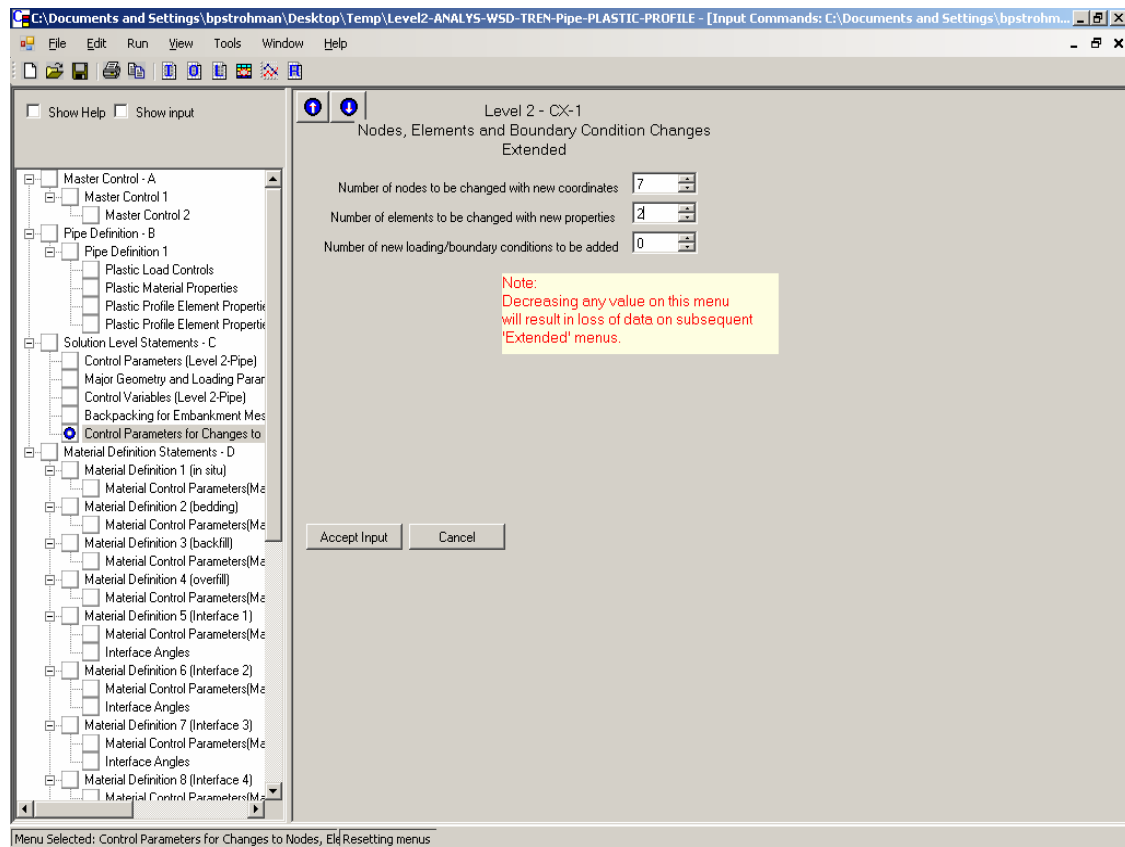 C:\Documents and Settings\bpstrohman\Desktop\Temp\Level2-ANALYS-WSD-TREN-Pipe-PLASTIC-PROFILE - [Input Commands: C:\Documents and Settings\bpstrohm...
File Edit Run View Tools Window Help
Show Help Show input
Level 2 - CX-1
Nodes, Elements and Boundary Condition Changes
Extended
Number of nodes to be changed with new coordinates 7
Number of elements to be changed with new properties 2
Number of new loading/boundary conditions to be added 0
Note:
Decreasing any value on this menu
will result in loss of data on subsequent
'Extended' menus.
Accept Input Cancel
Master Control - A
Master Control 1
Master Control 2
Pipe Definition - B
Pipe Definition 1
Plastic Load Controls
Plastic Material Properties
Plastic Profile Element Propertie
Plastic Profile Element Propertie
Solution Level Statements - C
Control Parameters (Level 2-Pipe)
Major Geometry and Loading Parar
Control Variables (Level 2-Pipe)
Backpacking for Embankment Mes
Control Parameters for Changes to
Material Definition Statements - D
Material Definition 1 (in situ)
Material Control Parameters(Ma
Material Definition 2 (bedding)
Material Control Parameters(Ma
Material Definition 3 (backfill)
Material Control Parameters(Ma
Material Definition 4 (overfill)
Material Control Parameters(Ma
Material Definition 5 (Interface 1)
Material Control Parameters(Ma
Interface Angles
Material Definition 6 (Interface 2)
Material Control Parameters(Ma
Interface Angles
Material Definition 7 (Interface 3)
Material Control Parameters(Ma
Interface Angles
Material Definition 8 (Interface 4)
Material Control Parameters(Ma
Menu Selected: Control Parameters for Changes to Nodes, Ele Resetting menus